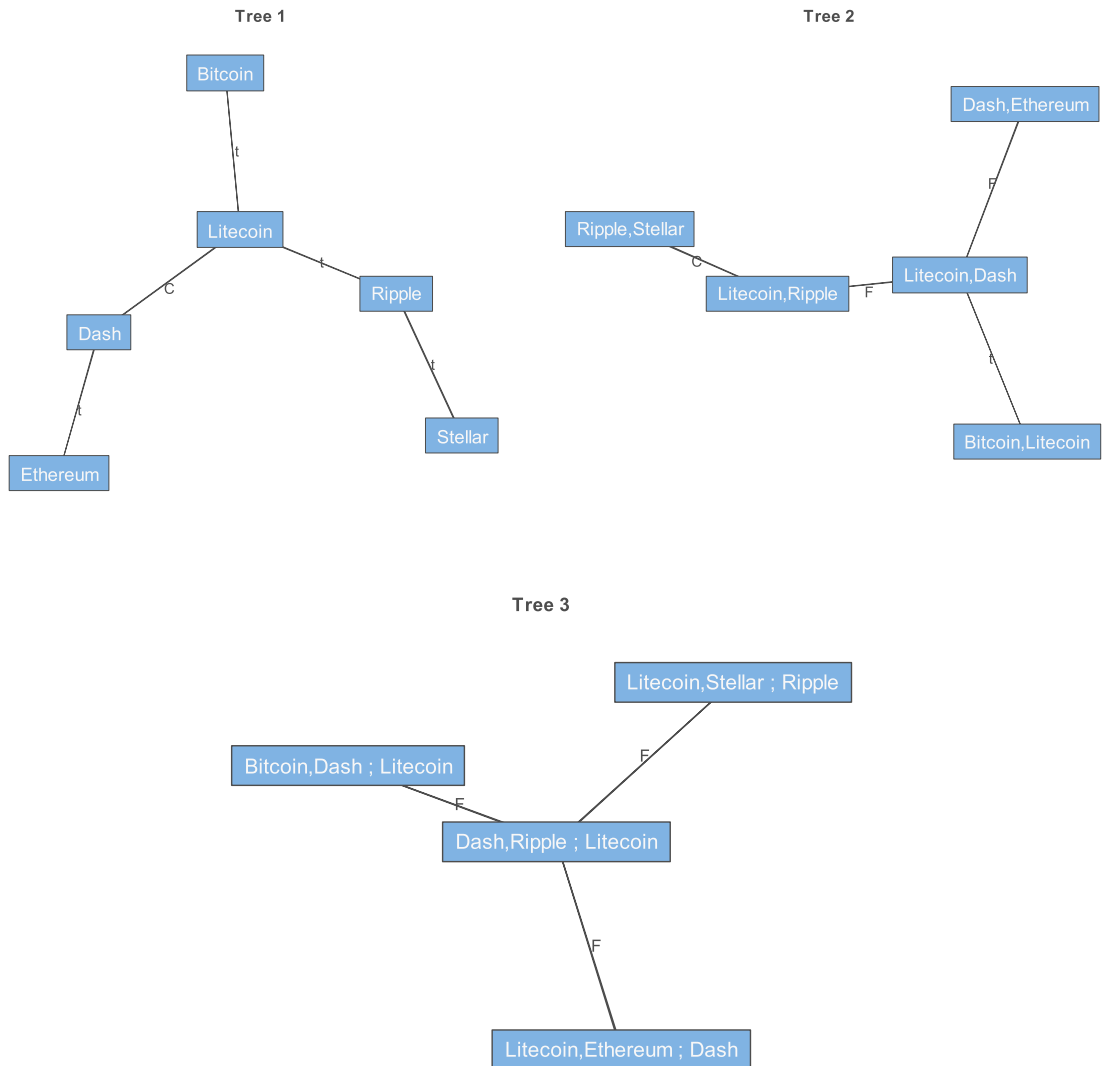 Tree 1
Bitcoin
t
Litecoin
t
C
Ripple
Dash
t
t
Stellar
Ethereum
Tree 2
Dash,Ethereum
F
Ripple,Stellar
C
Litecoin,Dash
Litecoin,Ripple
F
t
Bitcoin,Litecoin
Tree 3
Litecoin,Stellar ; Ripple
F
Bitcoin,Dash ; Litecoin
F
Dash,Ripple ; Litecoin
F
Litecoin,Ethereum ; Dash